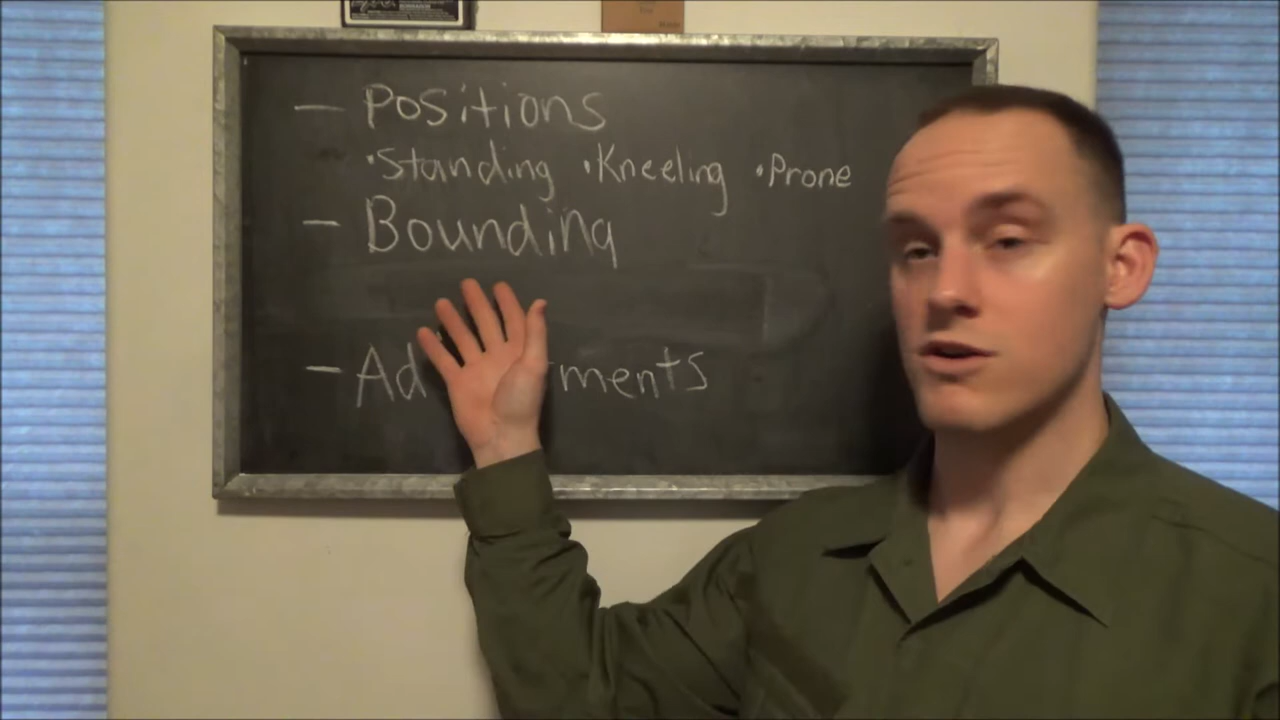 — Positions
•Standing •Kneeling •Prone
— Bounding